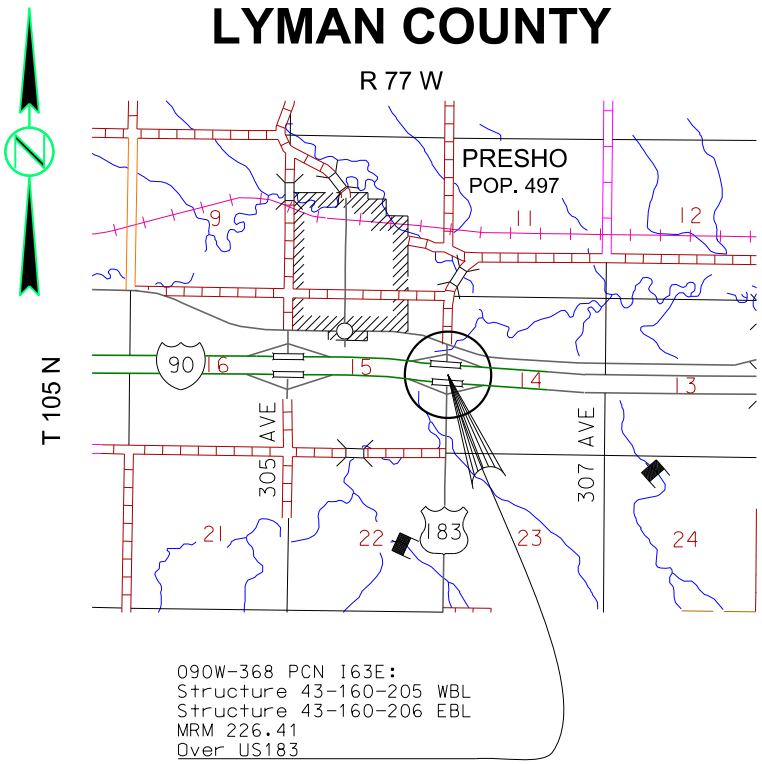 LYMAN COUNTY
R 77 W
N
PRESHO
POP. 497
9
11
12
T 105 N
90
16
15
14
13
305 AVE
307 AVE
21
22
183
23
24
090W-368 PCN I63E:
Structure 43-160-205 WBL
Structure 43-160-206 EBL
MRM 226.41
Over US183